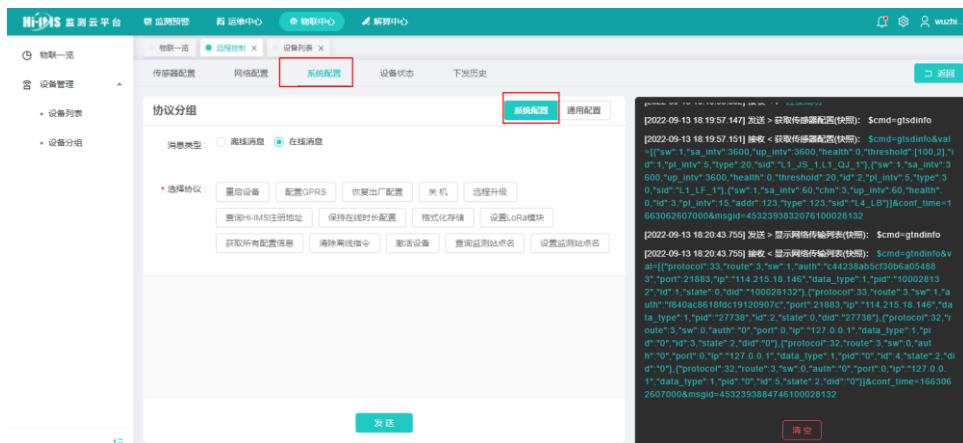 Hi-IMS 监测云平台 监测预警 运维中心 物联中心 解算中心 wuzhi...
物联一览 远程控制 × 设备列表 ×
物联一览
设备管理
设备列表
设备分组
传感器配置 网络配置 系统配置 设备状态 下发历史 返回
协议分组 系统配置 通用配置
消息类型: 离线消息 在线消息
* 选择协议: 重启设备 配置GPRS 恢复出厂配置 关机 远程升级
查询Hi-IMS注册地址 保持在线时长配置 格式化存储 设置LoRa模块
获取所有配置信息 清除离线指令 激活设备 查询监测站点名 设置监测站点名
发送
[2022-09-13 18:19:57.147] 发送 > 获取传感器配置(快照): $cmd=gtsdinfo
[2022-09-13 18:19:57.151] 接收 < 获取传感器配置(快照): $cmd=gtsdinfo&val
=[{"sw":1,"sa_intv":3600,"up_intv":3600,"health":0,"threshold":[100,2],"i
d":1,"pl_intv":5,"type":20,"sid":"L1_JS_1,L1_QJ_1"},{"sw":1,"sa_intv":3
600,"up_intv":3600,"health":0,"threshold":20,"id":2,"pl_intv":5,"type":3
0,"sid":"L1_LF_1"},{"sw":1,"sa_intv":60,"chn":3,"up_intv":60,"health":
0,"id":3,"pl_intv":15,"addr":123,"type":123,"sid":"L4_LB"}]&conf_time=1
663062607000&msgid=4532393832076100028132
[2022-09-13 18:20:43.755] 发送 > 显示网络传输列表(快照): $cmd=gtndinfo
[2022-09-13 18:20:43.755] 接收 < 显示网络传输列表(快照): $cmd=gtndinfo&v
al=[{"protocol":33,"route":3,"sw":1,"auth":"c44238ab5cf30b6a05488
3","port":21883,"ip":"114.215.18.146","data_type":1,"pid":"10002813
2","id":1,"state":0,"did":"100028132"},{"protocol":33,"route":3,"sw":1,"a
uth":"f840ac8618fdc19120907c","port":21883,"ip":"114.215.18.146","da
ta_type":1,"pid":"27738","id":2,"state":0,"did":"27738"},{"protocol":32,"r
oute":3,"sw":0,"auth":"0","port":0,"ip":"127.0.0.1","data_type":1,"pi
d":"0","id":3,"state":2,"did":"0"},{"protocol":32,"route":3,"sw":0,"aut
h":"0","port":0,"ip":"127.0.0.1","data_type":1,"pid":"0","id":4,"state":2,"di
d":"0"},{"protocol":32,"route":3,"sw":0,"auth":"0","port":0,"ip":"127.0.0.
1","data_type":1,"pid":"0","id":5,"state":2,"did":"0"}]&conf_time=166306
2607000&msgid=4532393884746100028132
清空